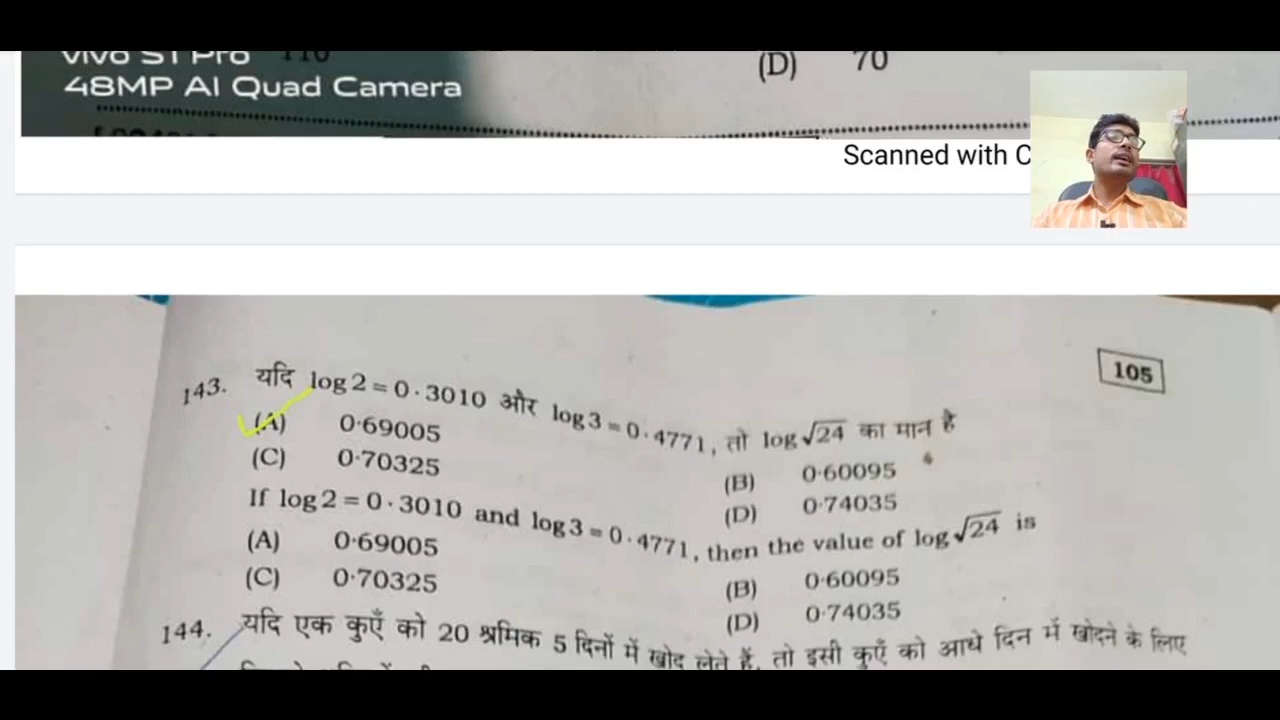 vivo S1 Pro
48MP AI Quad Camera
110
(D) 70
Scanned with C
105
143. यदि log 2 = 0·3010 और log 3 = 0·4771, तो log √24 का मान है
(A) 0·69005
(B) 0·60095
(C) 0·70325
(D) 0·74035
If log 2 = 0·3010 and log 3 = 0·4771, then the value of log √24 is
(A) 0·69005
(B) 0·60095
(C) 0·70325
(D) 0·74035
144. यदि एक कुएँ को 20 श्रमिक 5 दिनों में खोद लेते हैं, तो इसी कुएँ को आधे दिन में खोदने के लिए